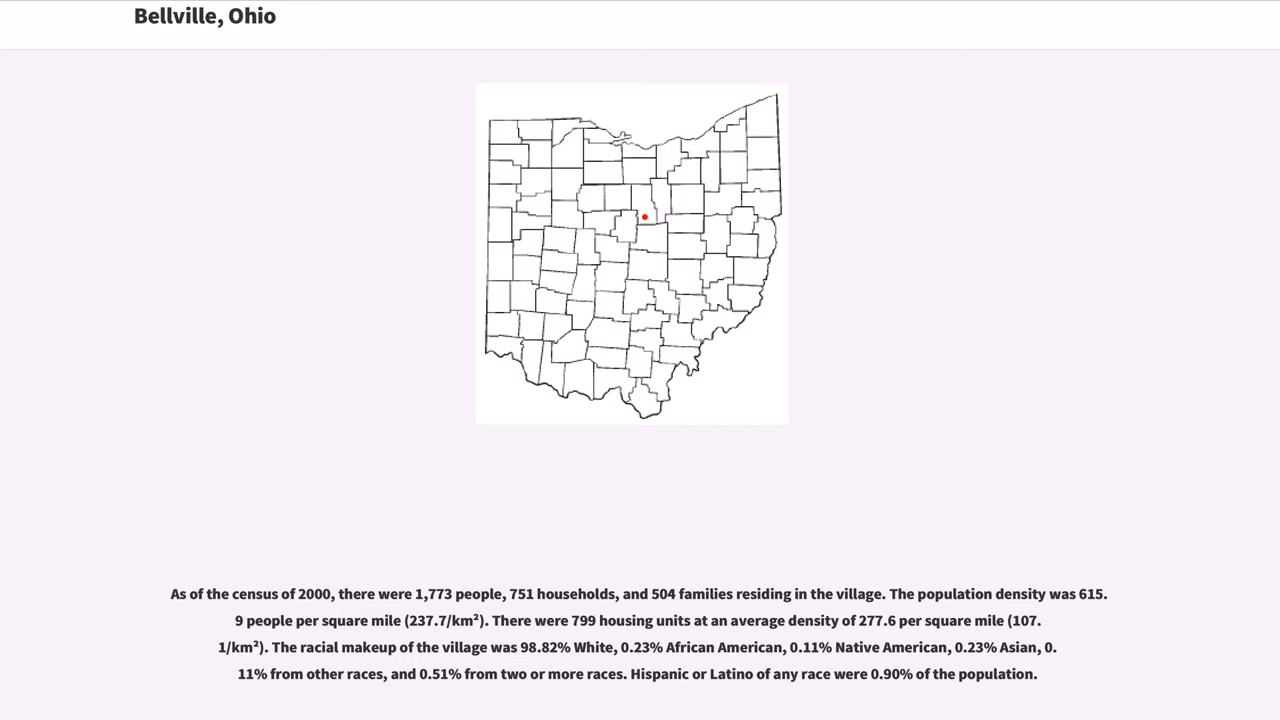 Bellville, Ohio
As of the census of 2000, there were 1,773 people, 751 households, and 504 families residing in the village. The population density was 615.
9 people per square mile (237.7/km²). There were 799 housing units at an average density of 277.6 per square mile (107.
1/km²). The racial makeup of the village was 98.82% White, 0.23% African American, 0.11% Native American, 0.23% Asian, 0.
11% from other races, and 0.51% from two or more races. Hispanic or Latino of any race were 0.90% of the population.